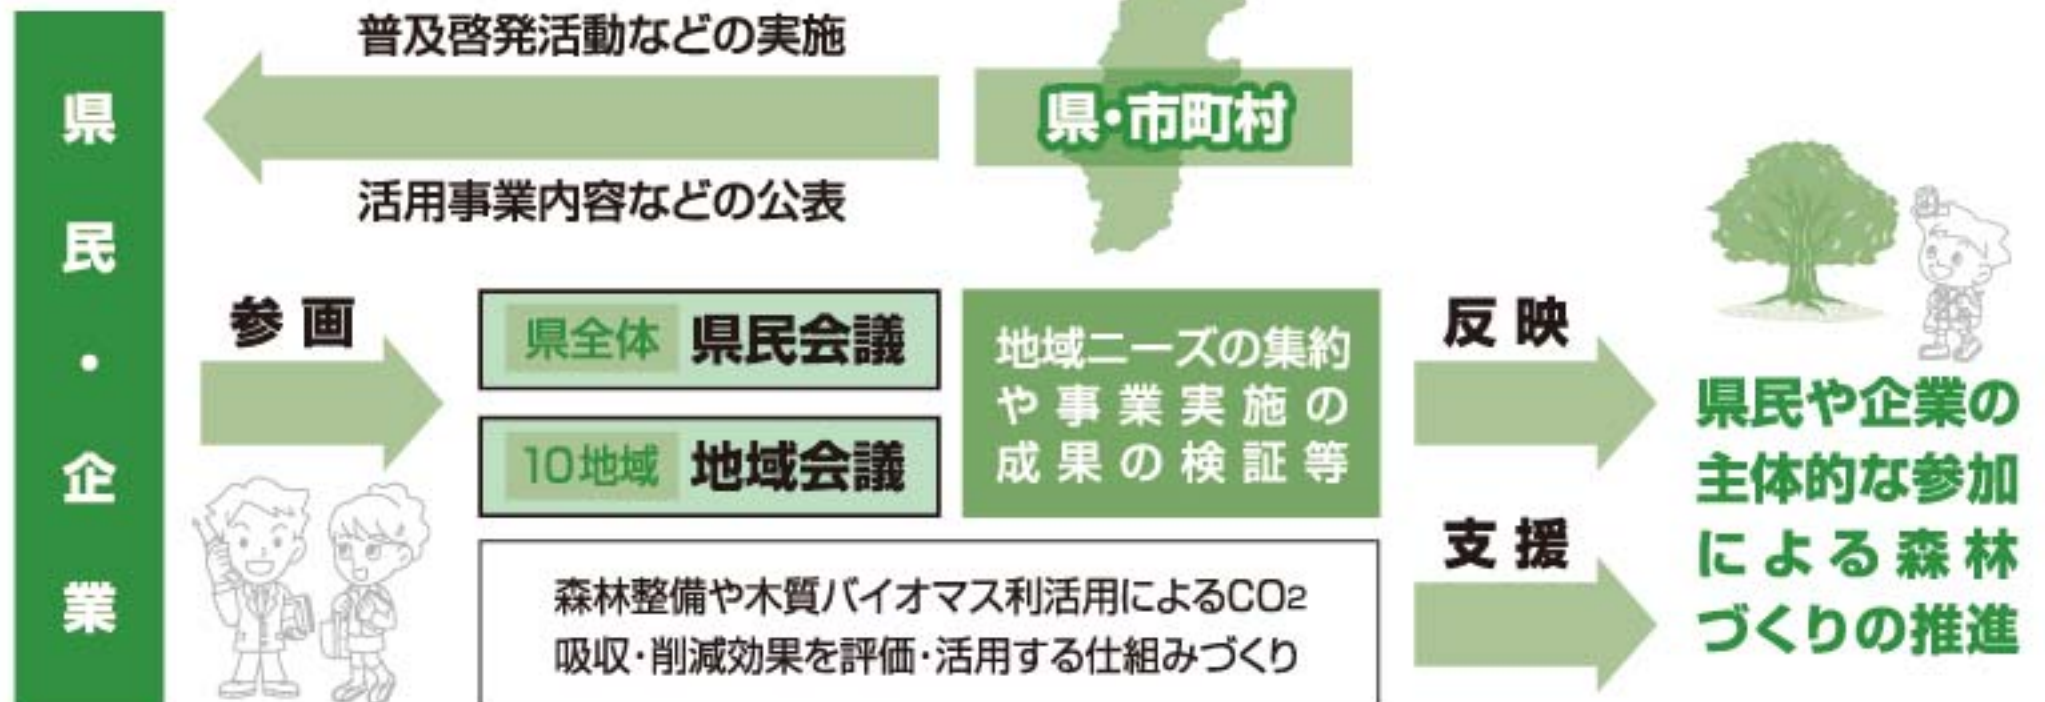 県民・企業
普及啓発活動などの実施
活用事業内容などの公表
県・市町村
参画
県全体 県民会議
10地域 地域会議
地域ニーズの集約
や事業実施の
成果の検証等
森林整備や木質バイオマス利活用によるCO2
吸収・削減効果を評価・活用する仕組みづくり
反映
支援
県民や企業の
主体的な参加
による森林
づくりの推進